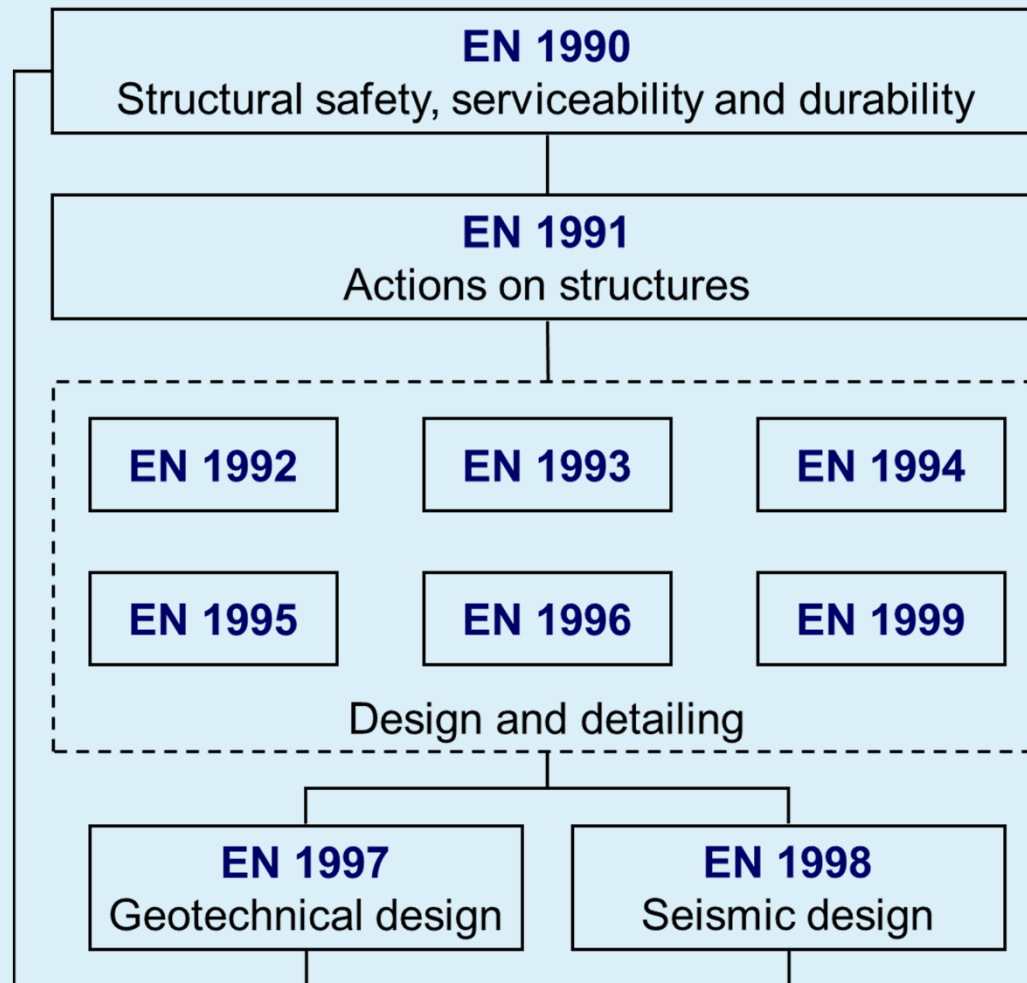 EN 1990
Structural safety, serviceability and durability
EN 1991
Actions on structures
EN 1992
EN 1993
EN 1994
EN 1995
EN 1996
EN 1999
Design and detailing
EN 1997
Geotechnical design
EN 1998
Seismic design